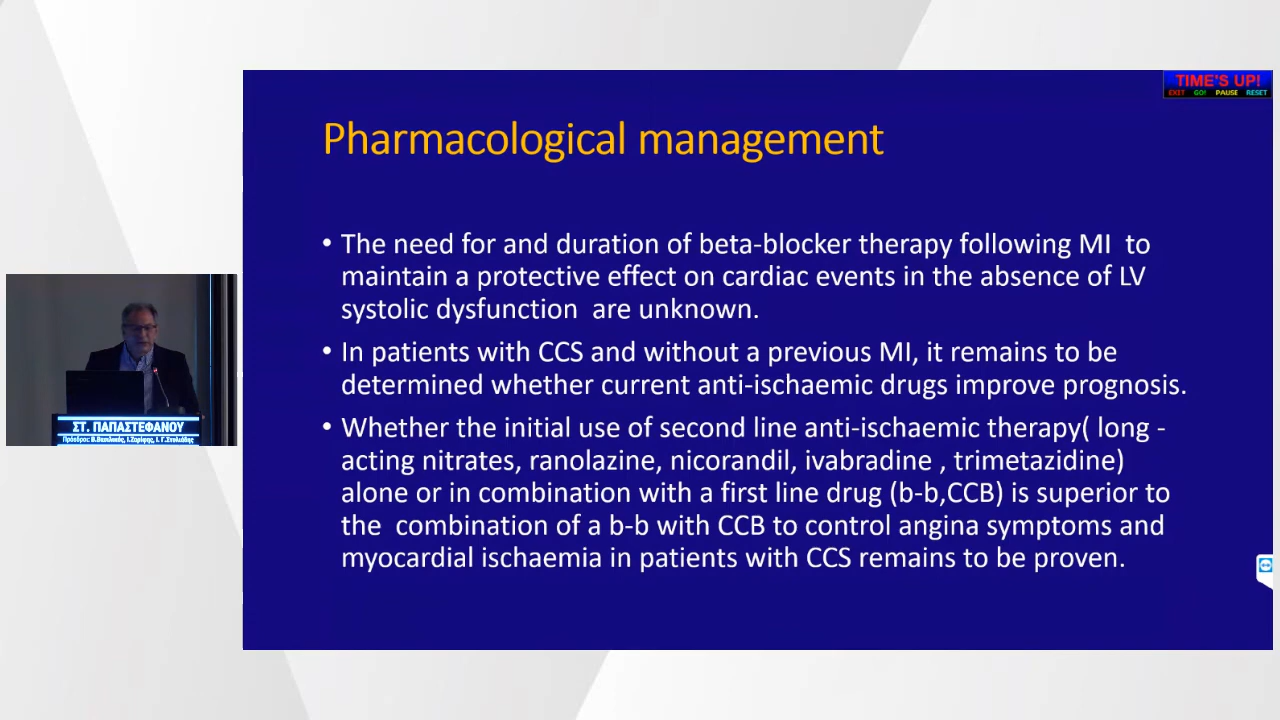 TIME'S UP!
EXIT GO! PAUSE RESET
Pharmacological management
• The need for and duration of beta-blocker therapy following MI to
maintain a protective effect on cardiac events in the absence of LV
systolic dysfunction are unknown.
• In patients with CCS and without a previous MI, it remains to be
determined whether current anti-ischaemic drugs improve prognosis.
• Whether the initial use of second line anti-ischaemic therapy( long -
acting nitrates, ranolazine, nicorandil, ivabradine , trimetazidine)
alone or in combination with a first line drug (b-b,CCB) is superior to
the combination of a b-b with CCB to control angina symptoms and
myocardial ischaemia in patients with CCS remains to be proven.
ΣΤ. ΠΑΠΑΣΤΕΦΑΝΟΥ
Πρόεδροι: Β.Βασιλικός, Ι.Ζαρίφης, Ι. Γ.Στυλιάδης